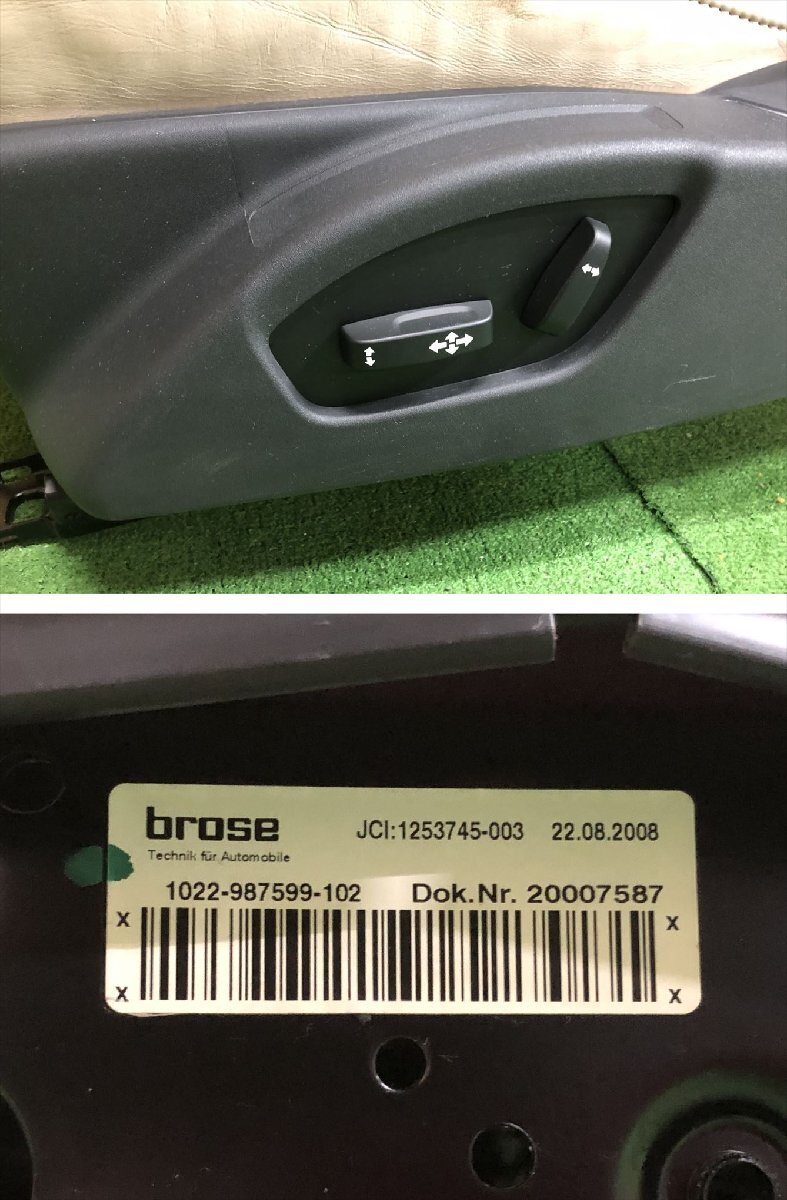 brose JCI:1253745-003 22.08.2008
Technik für Automobile
1022-987599-102 Dok.Nr. 20007587
X X
X X